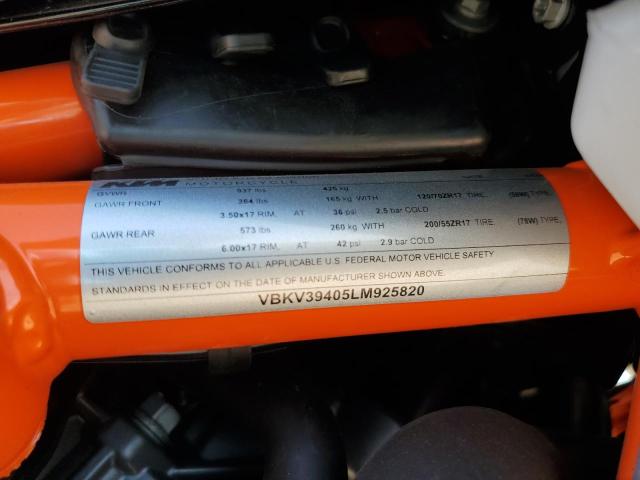 KTM MOTORCYCLE
GVWR 937 lbs 425 kg
GAWR FRONT 364 lbs 165 kg WITH 120/70ZR17 TIRE, (58W) TYPE,
3.50x17 RIM, AT 36 psi 2.5 bar COLD
GAWR REAR 573 lbs 260 kg WITH 200/55ZR17 TIRE, (78W) TYPE,
6.00x17 RIM, AT 42 psi 2.9 bar COLD
THIS VEHICLE CONFORMS TO ALL APPLICABLE U.S. FEDERAL MOTOR VEHICLE SAFETY
STANDARDS IN EFFECT ON THE DATE OF MANUFACTURER SHOWN ABOVE.
VBKV39405LM925820